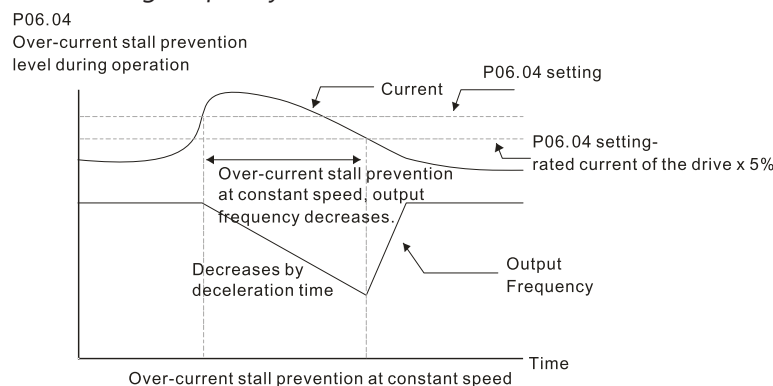 P06.04
Over-current stall prevention
level during operation
P06.04 setting
Current
P06.04 setting-
rated current of the drive x 5%
Over-current stall prevention
at constant speed, output
frequency decreases.
Decreases by
deceleration time
Output
Frequency
Time
Over-current stall prevention at constant speed